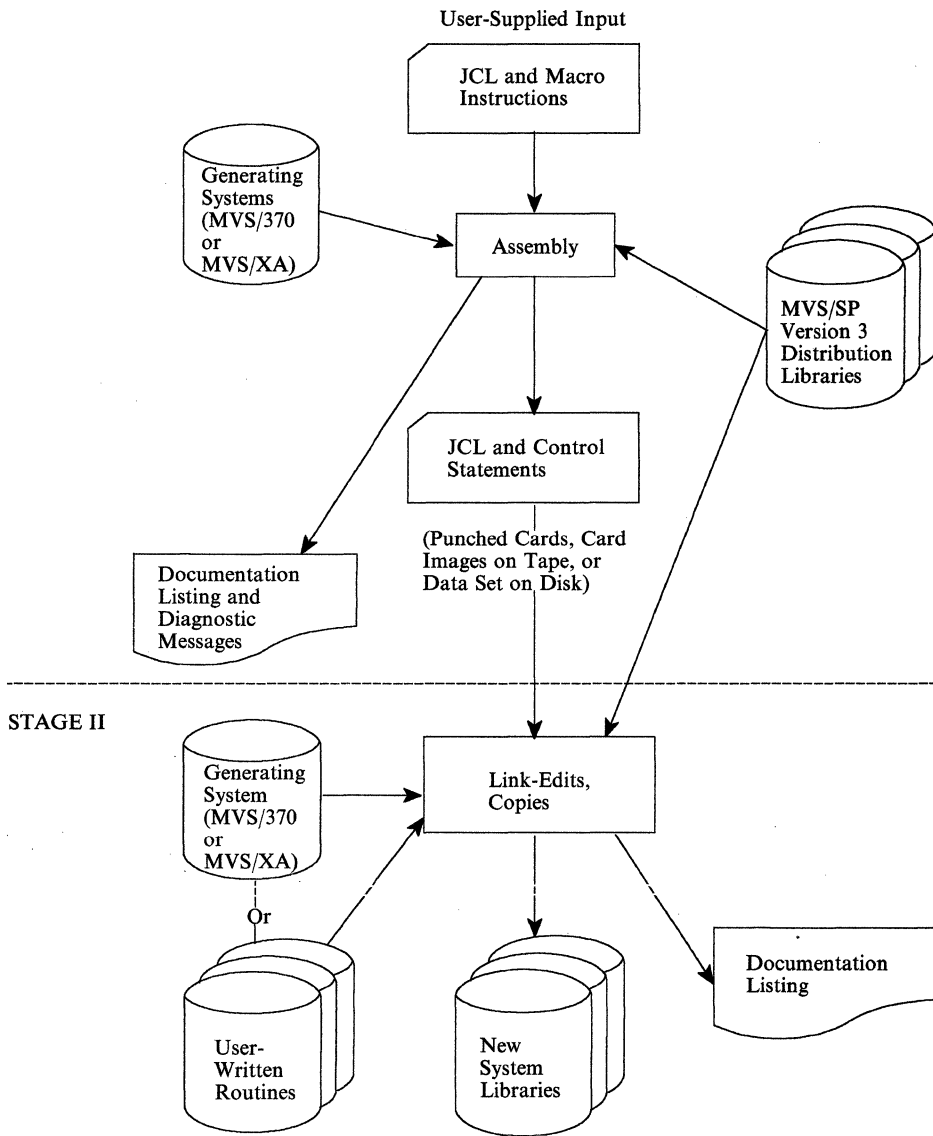 User-Supplied Input
JCL and Macro
Instructions
Generating
Systems
(MVS/370
or
MVS/XA)
Assembly
MVS/SP
Version 3
Distribution
Libraries
JCL and Control
Statements
(Punched Cards, Card
Images on Tape, or
Data Set on Disk)
Documentation
Listing and
Diagnostic
Messages
STAGE II
Generating
System
(MVS/370
or
MVS/XA)
Link-Edits,
Copies
Or
User-
Written
Routines
New
System
Libraries
Documentation
Listing